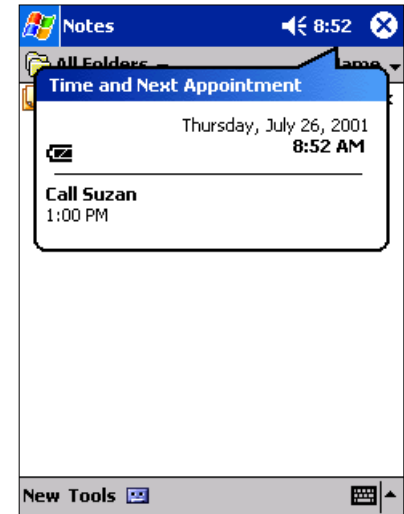 Notes 8:52
All Folders Name
Time and Next Appointment
Thursday, July 26, 2001
8:52 AM
Call Suzan
1:00 PM
New Tools